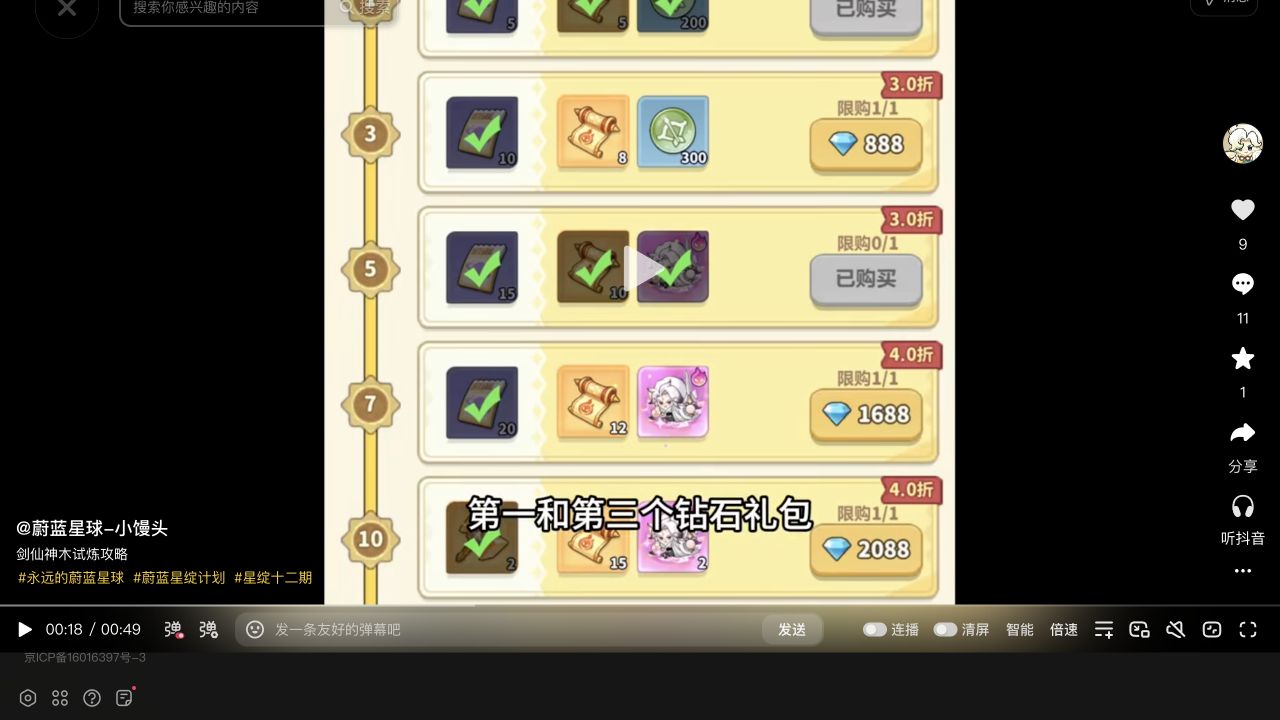 搜索你感兴趣的内容
搜索
5
5
200
已购买
3.0折
限购1/1
3
10
8
300
888
3.0折
限购0/1
5
15
10
已购买
4.0折
限购1/1
7
20
12
1688
4.0折
限购1/1
10
2
15
2
2088
第一和第三个钻石礼包
9
11
1
分享
听抖音
@蔚蓝星球-小馒头
剑仙神木试炼攻略
#永远的蔚蓝星球 #蔚蓝星绽计划 #星绽十二期
00:18 / 00:49
弹
弹
发一条友好的弹幕吧
发送
连播
清屏
智能
倍速
京ICP备16016397号-3